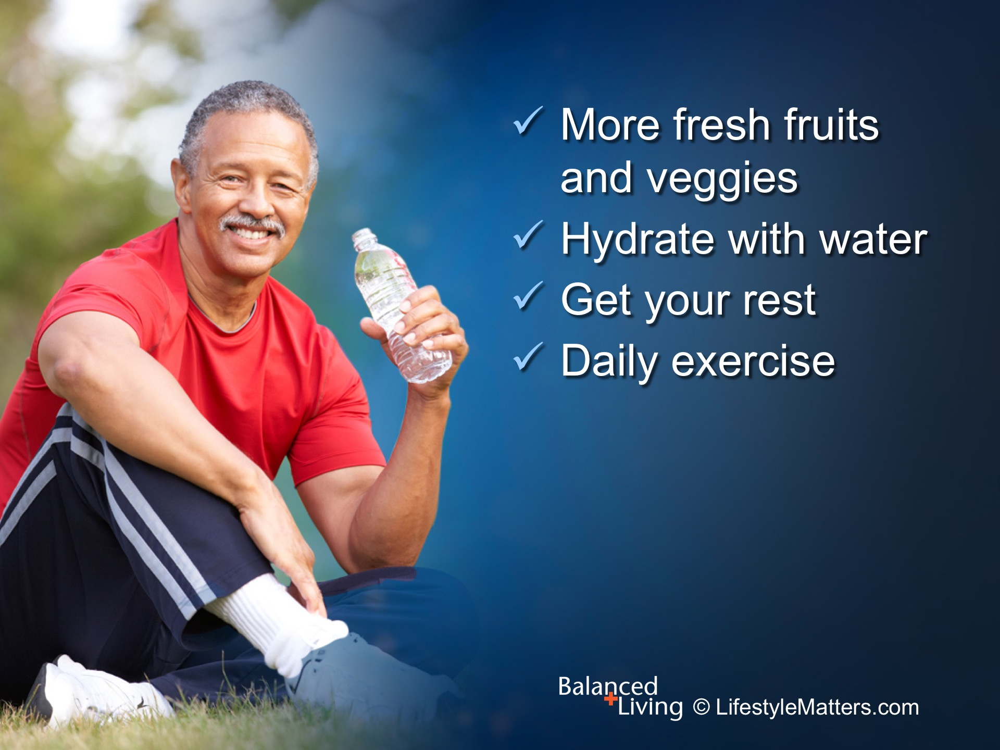 ✓ More fresh fruits
and veggies
✓ Hydrate with water
✓ Get your rest
✓ Daily exercise
Balanced
Living © LifestyleMatters.com